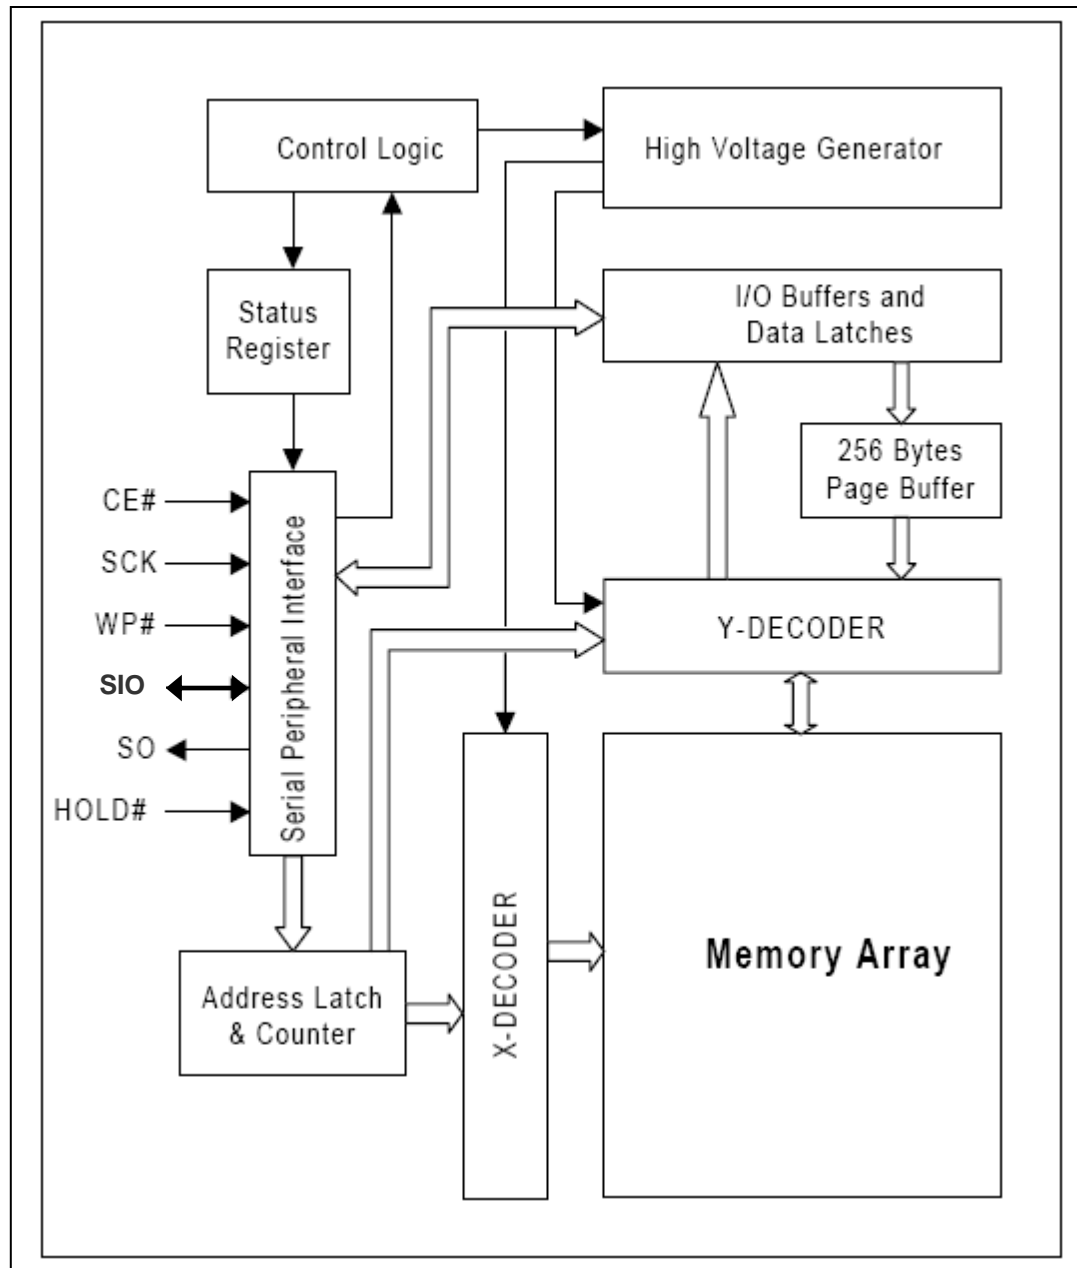 Control Logic
High Voltage Generator
Status
Register
I/O Buffers and
Data Latches
256 Bytes
Page Buffer
CE#
SCK
WP#
SIO
SO
HOLD#
Serial Peripheral Interface
Y-DECODER
X-DECODER
Memory Array
Address Latch
& Counter